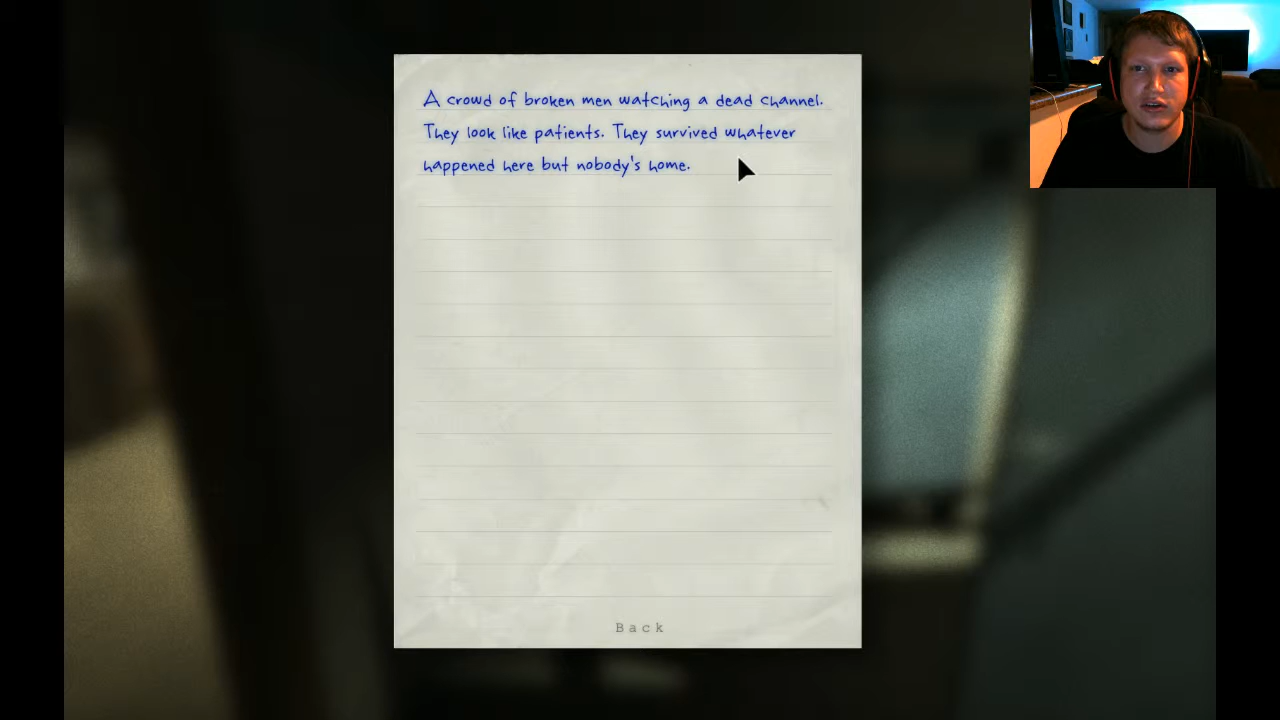 A crowd of broken men watching a dead channel.
They look like patients. They survived whatever
happened here but nobody's home.
Back